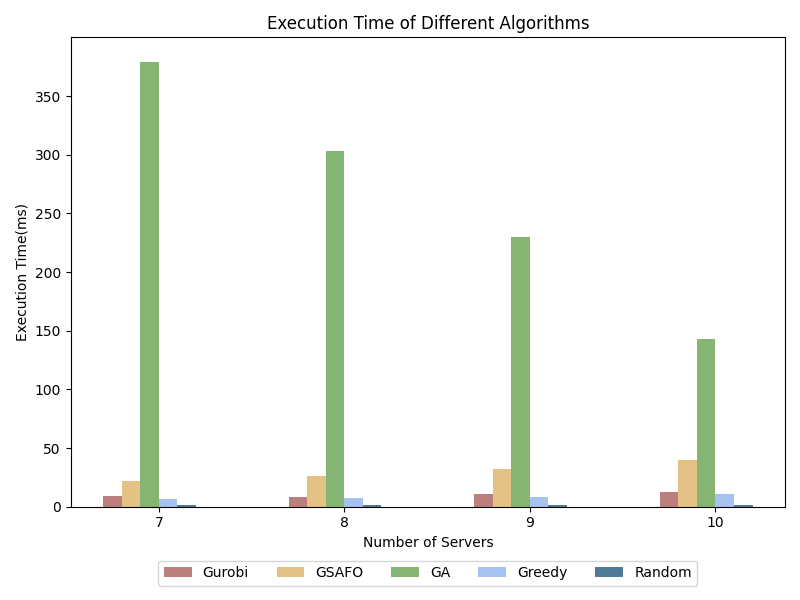 Execution Time of Different Algorithms
Execution Time(ms)
350
300
250
200
150
100
50
0
7 8 9 10
Number of Servers
Gurobi GSAFO GA Greedy Random